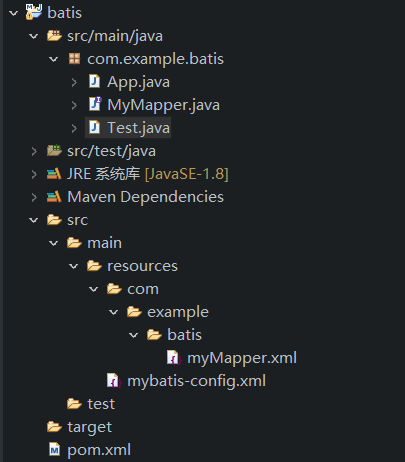 batis
src/main/java
com.example.batis
App.java
MyMapper.java
Test.java
src/test/java
JRE 系统库 [JavaSE-1.8]
Maven Dependencies
src
main
resources
com
example
batis
myMapper.xml
mybatis-config.xml
test
target
pom.xml